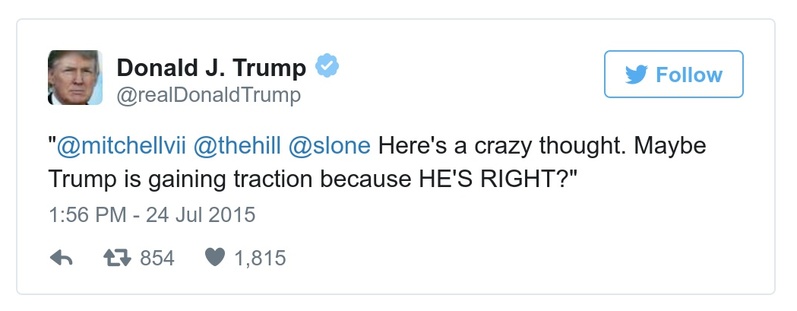 Donald J. Trump
@realDonaldTrump
Follow
"@mitchellvii @thehill @slone Here's a crazy thought. Maybe
Trump is gaining traction because HE'S RIGHT?"
1:56 PM - 24 Jul 2015
854 1,815